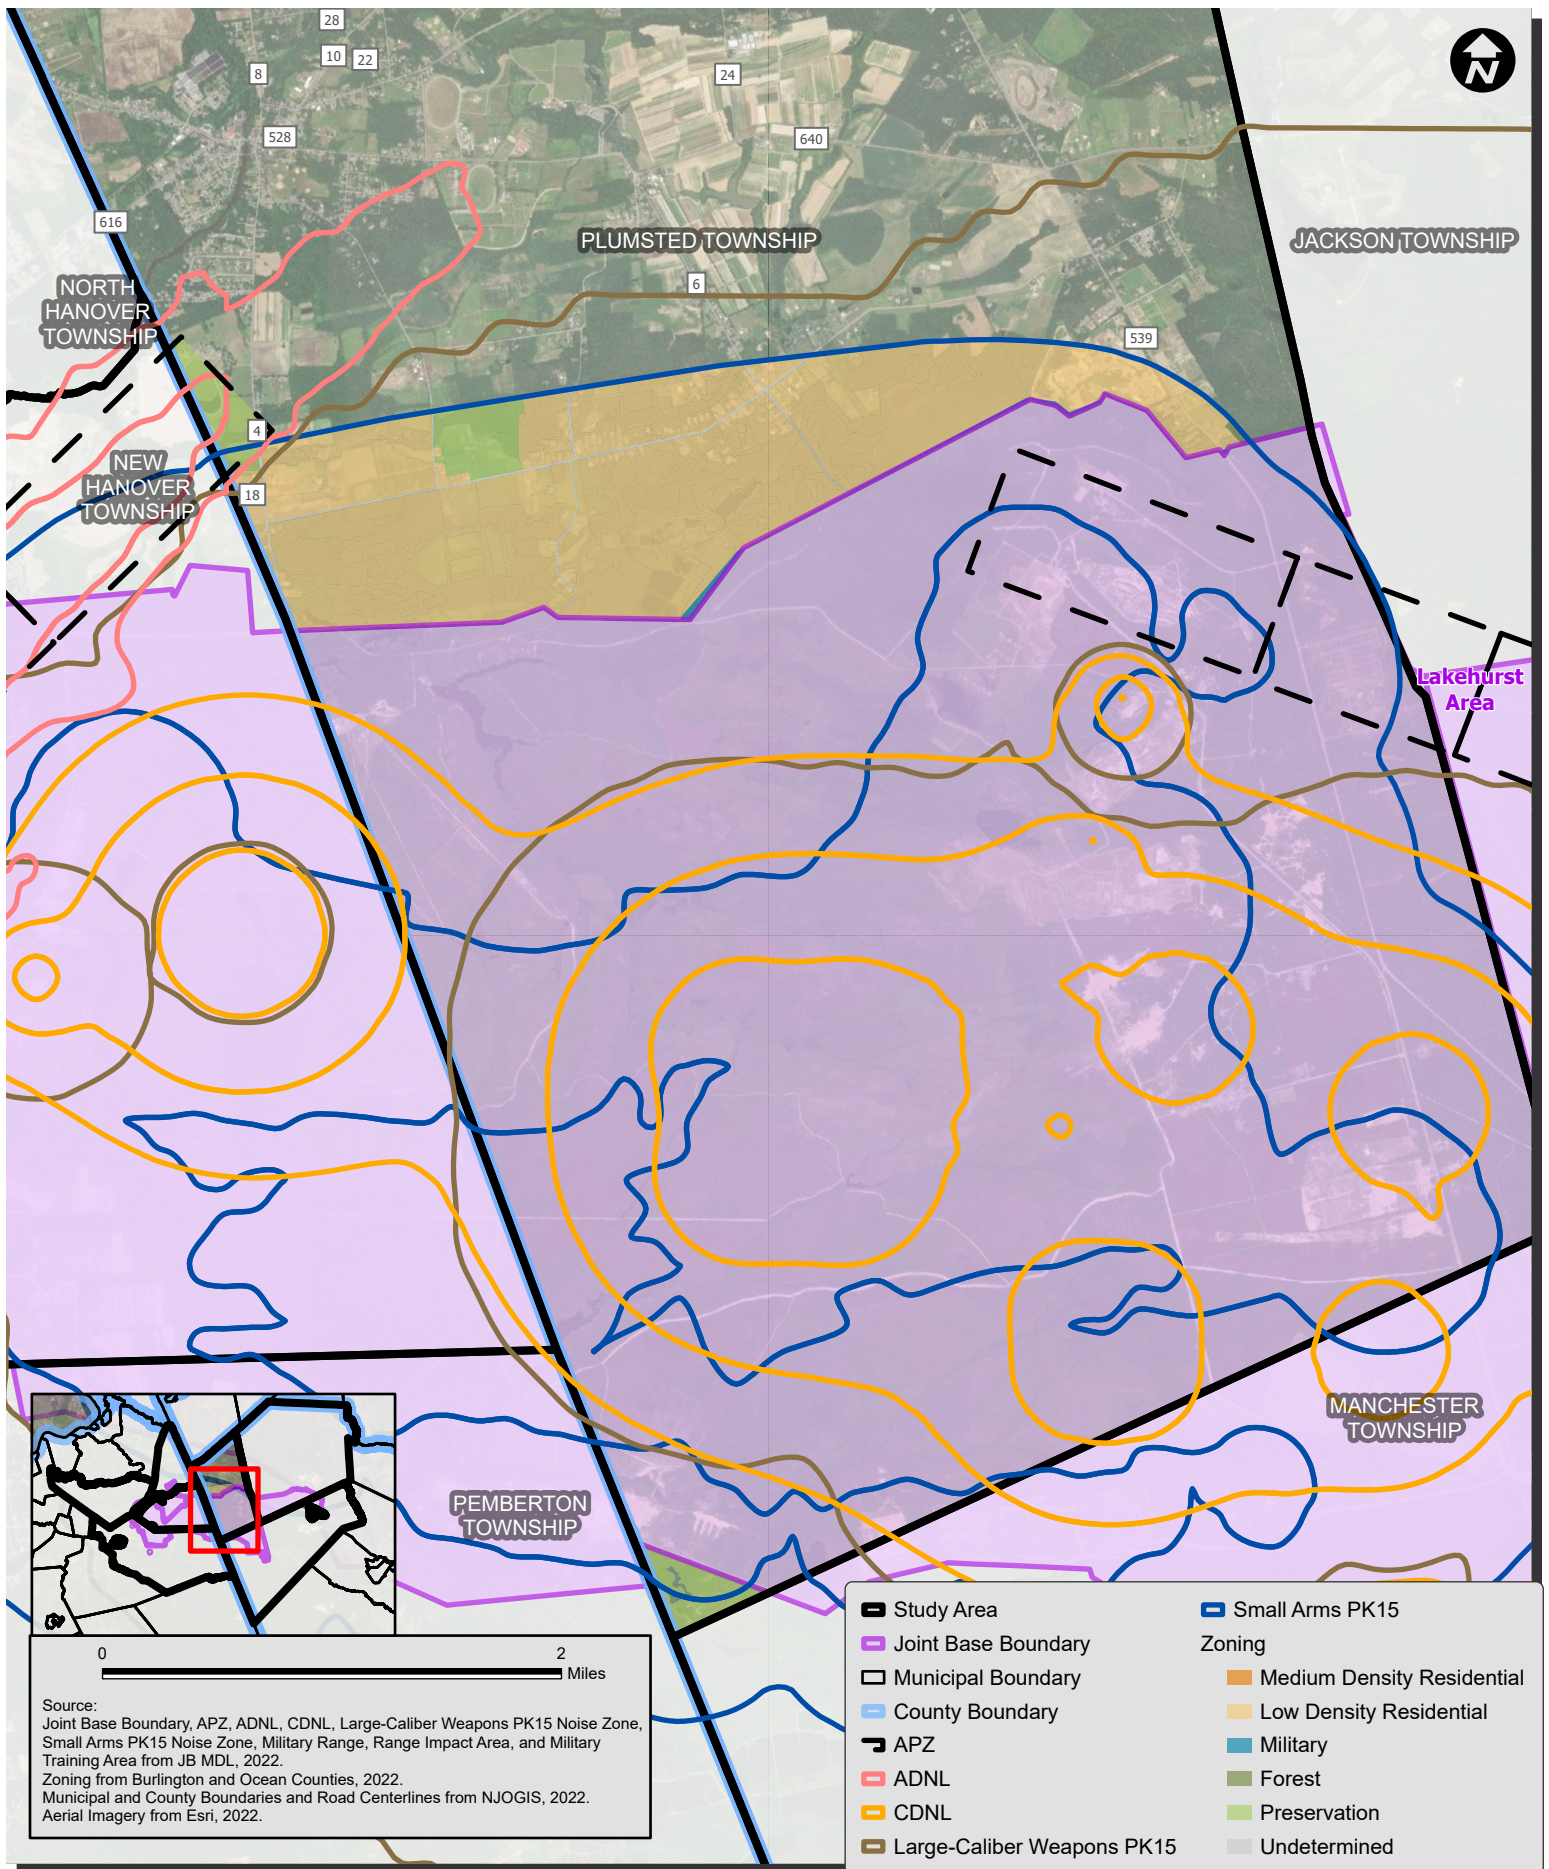 28
10
22
8
24
N
528
640
616
PLUMSTED TOWNSHIP
JACKSON TOWNSHIP
6
NORTH
HANOVER
TOWNSHIP
539
4
NEW
HANOVER
TOWNSHIP
18
Lakehurst
Area
MANCHESTER
TOWNSHIP
PEMBERTON
TOWNSHIP
0 2
Miles
Source:
Joint Base Boundary, APZ, ADNL, CDNL, Large-Caliber Weapons PK15 Noise Zone,
Small Arms PK15 Noise Zone, Military Range, Range Impact Area, and Military
Training Area from JB MDL, 2022.
Zoning from Burlington and Ocean Counties, 2022.
Municipal and County Boundaries and Road Centerlines from NJOGIS, 2022.
Aerial Imagery from Esri, 2022.
Study Area
Joint Base Boundary
Municipal Boundary
County Boundary
APZ
ADNL
CDNL
Large-Caliber Weapons PK15
Small Arms PK15
Zoning
Medium Density Residential
Low Density Residential
Military
Forest
Preservation
Undetermined